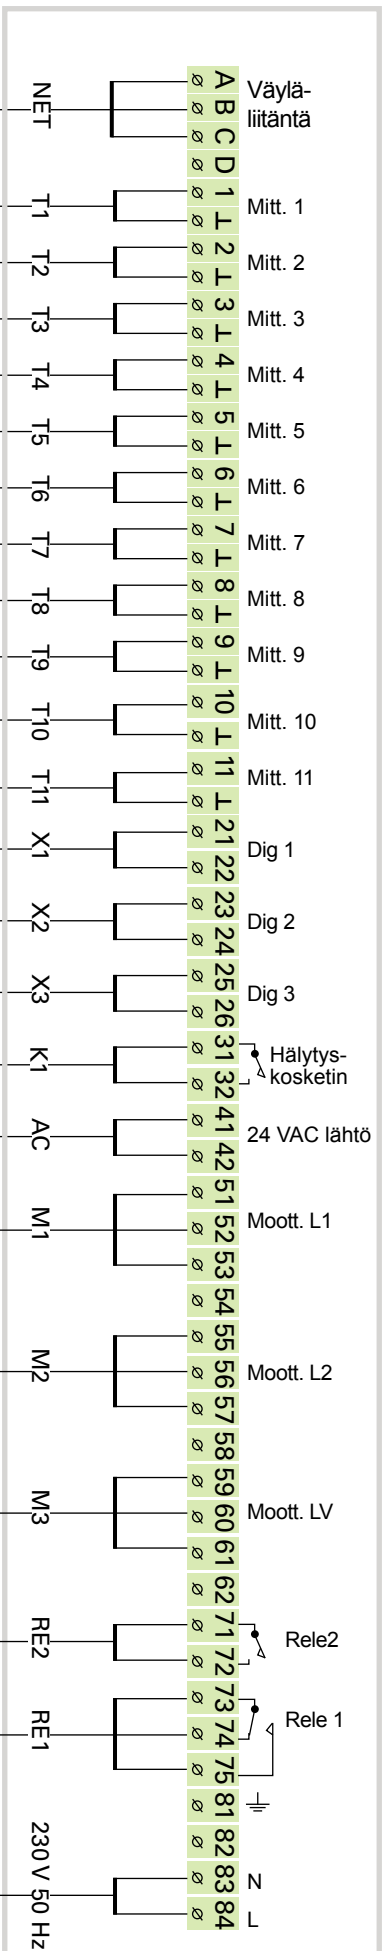 NET
A
B
C
D
Väylä-
liitäntä
T1
1
⊥
Mitt. 1
T2
2
⊥
Mitt. 2
T3
3
⊥
Mitt. 3
T4
4
⊥
Mitt. 4
T5
5
⊥
Mitt. 5
T6
6
⊥
Mitt. 6
T7
7
⊥
Mitt. 7
T8
8
⊥
Mitt. 8
T9
9
⊥
Mitt. 9
T10
10
⊥
Mitt. 10
T11
11
⊥
Mitt. 11
X1
21
22
Dig 1
X2
23
24
Dig 2
X3
25
26
Dig 3
K1
31
32
Hälytys-
kosketin
AC
41
42
24 VAC lähtö
M1
51
52
53
54
Moott. L1
M2
55
56
57
58
Moott. L2
M3
59
60
61
62
Moott. LV
RE2
71
72
Rele2
RE1
73
74
75
Rele 1
81
82
230 V 50 Hz
83
N
84
L